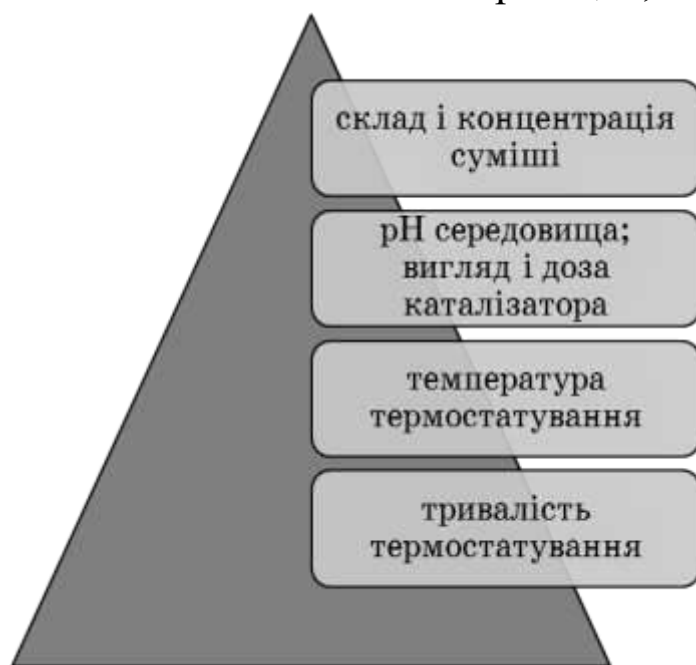 склад і концентрація
суміші
рН середовища;
вигляд і доза
каталізатора
температура
термостатування
тривалість
термостатування